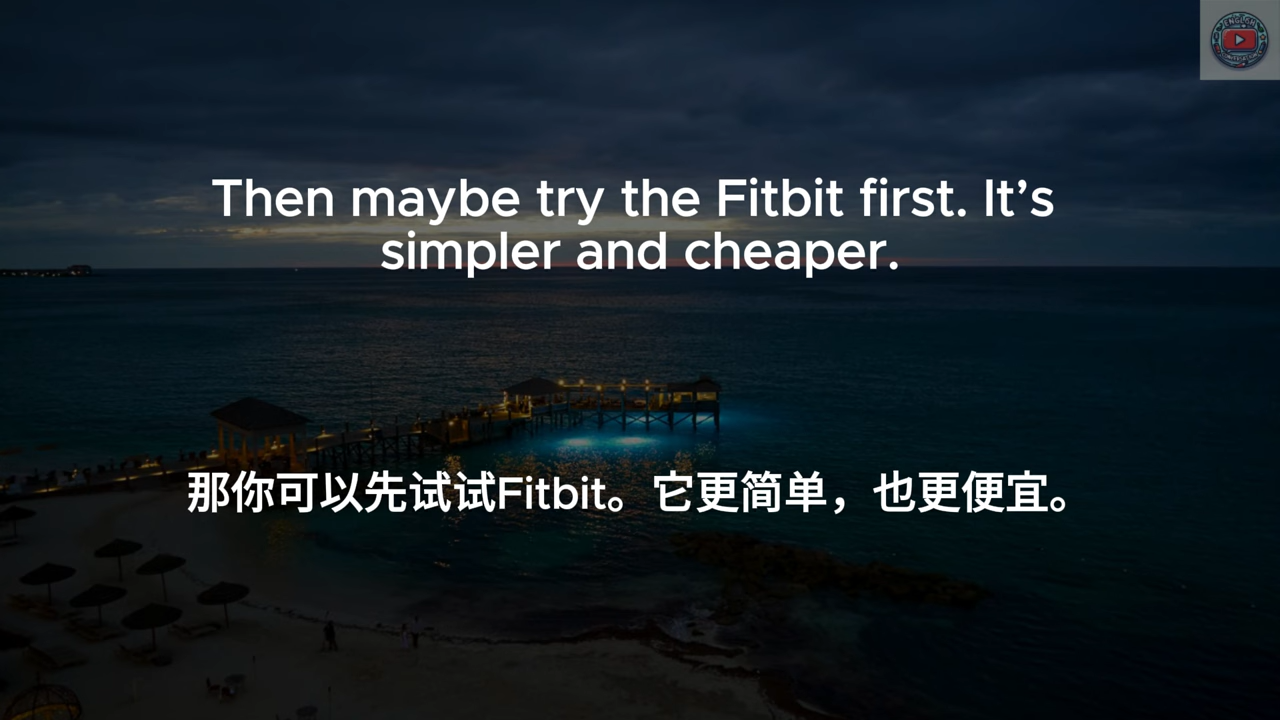 ENGLISH
Then maybe try the Fitbit first. It’s
simpler and cheaper.
那你可以先试试Fitbit。它更简单，也更便宜。